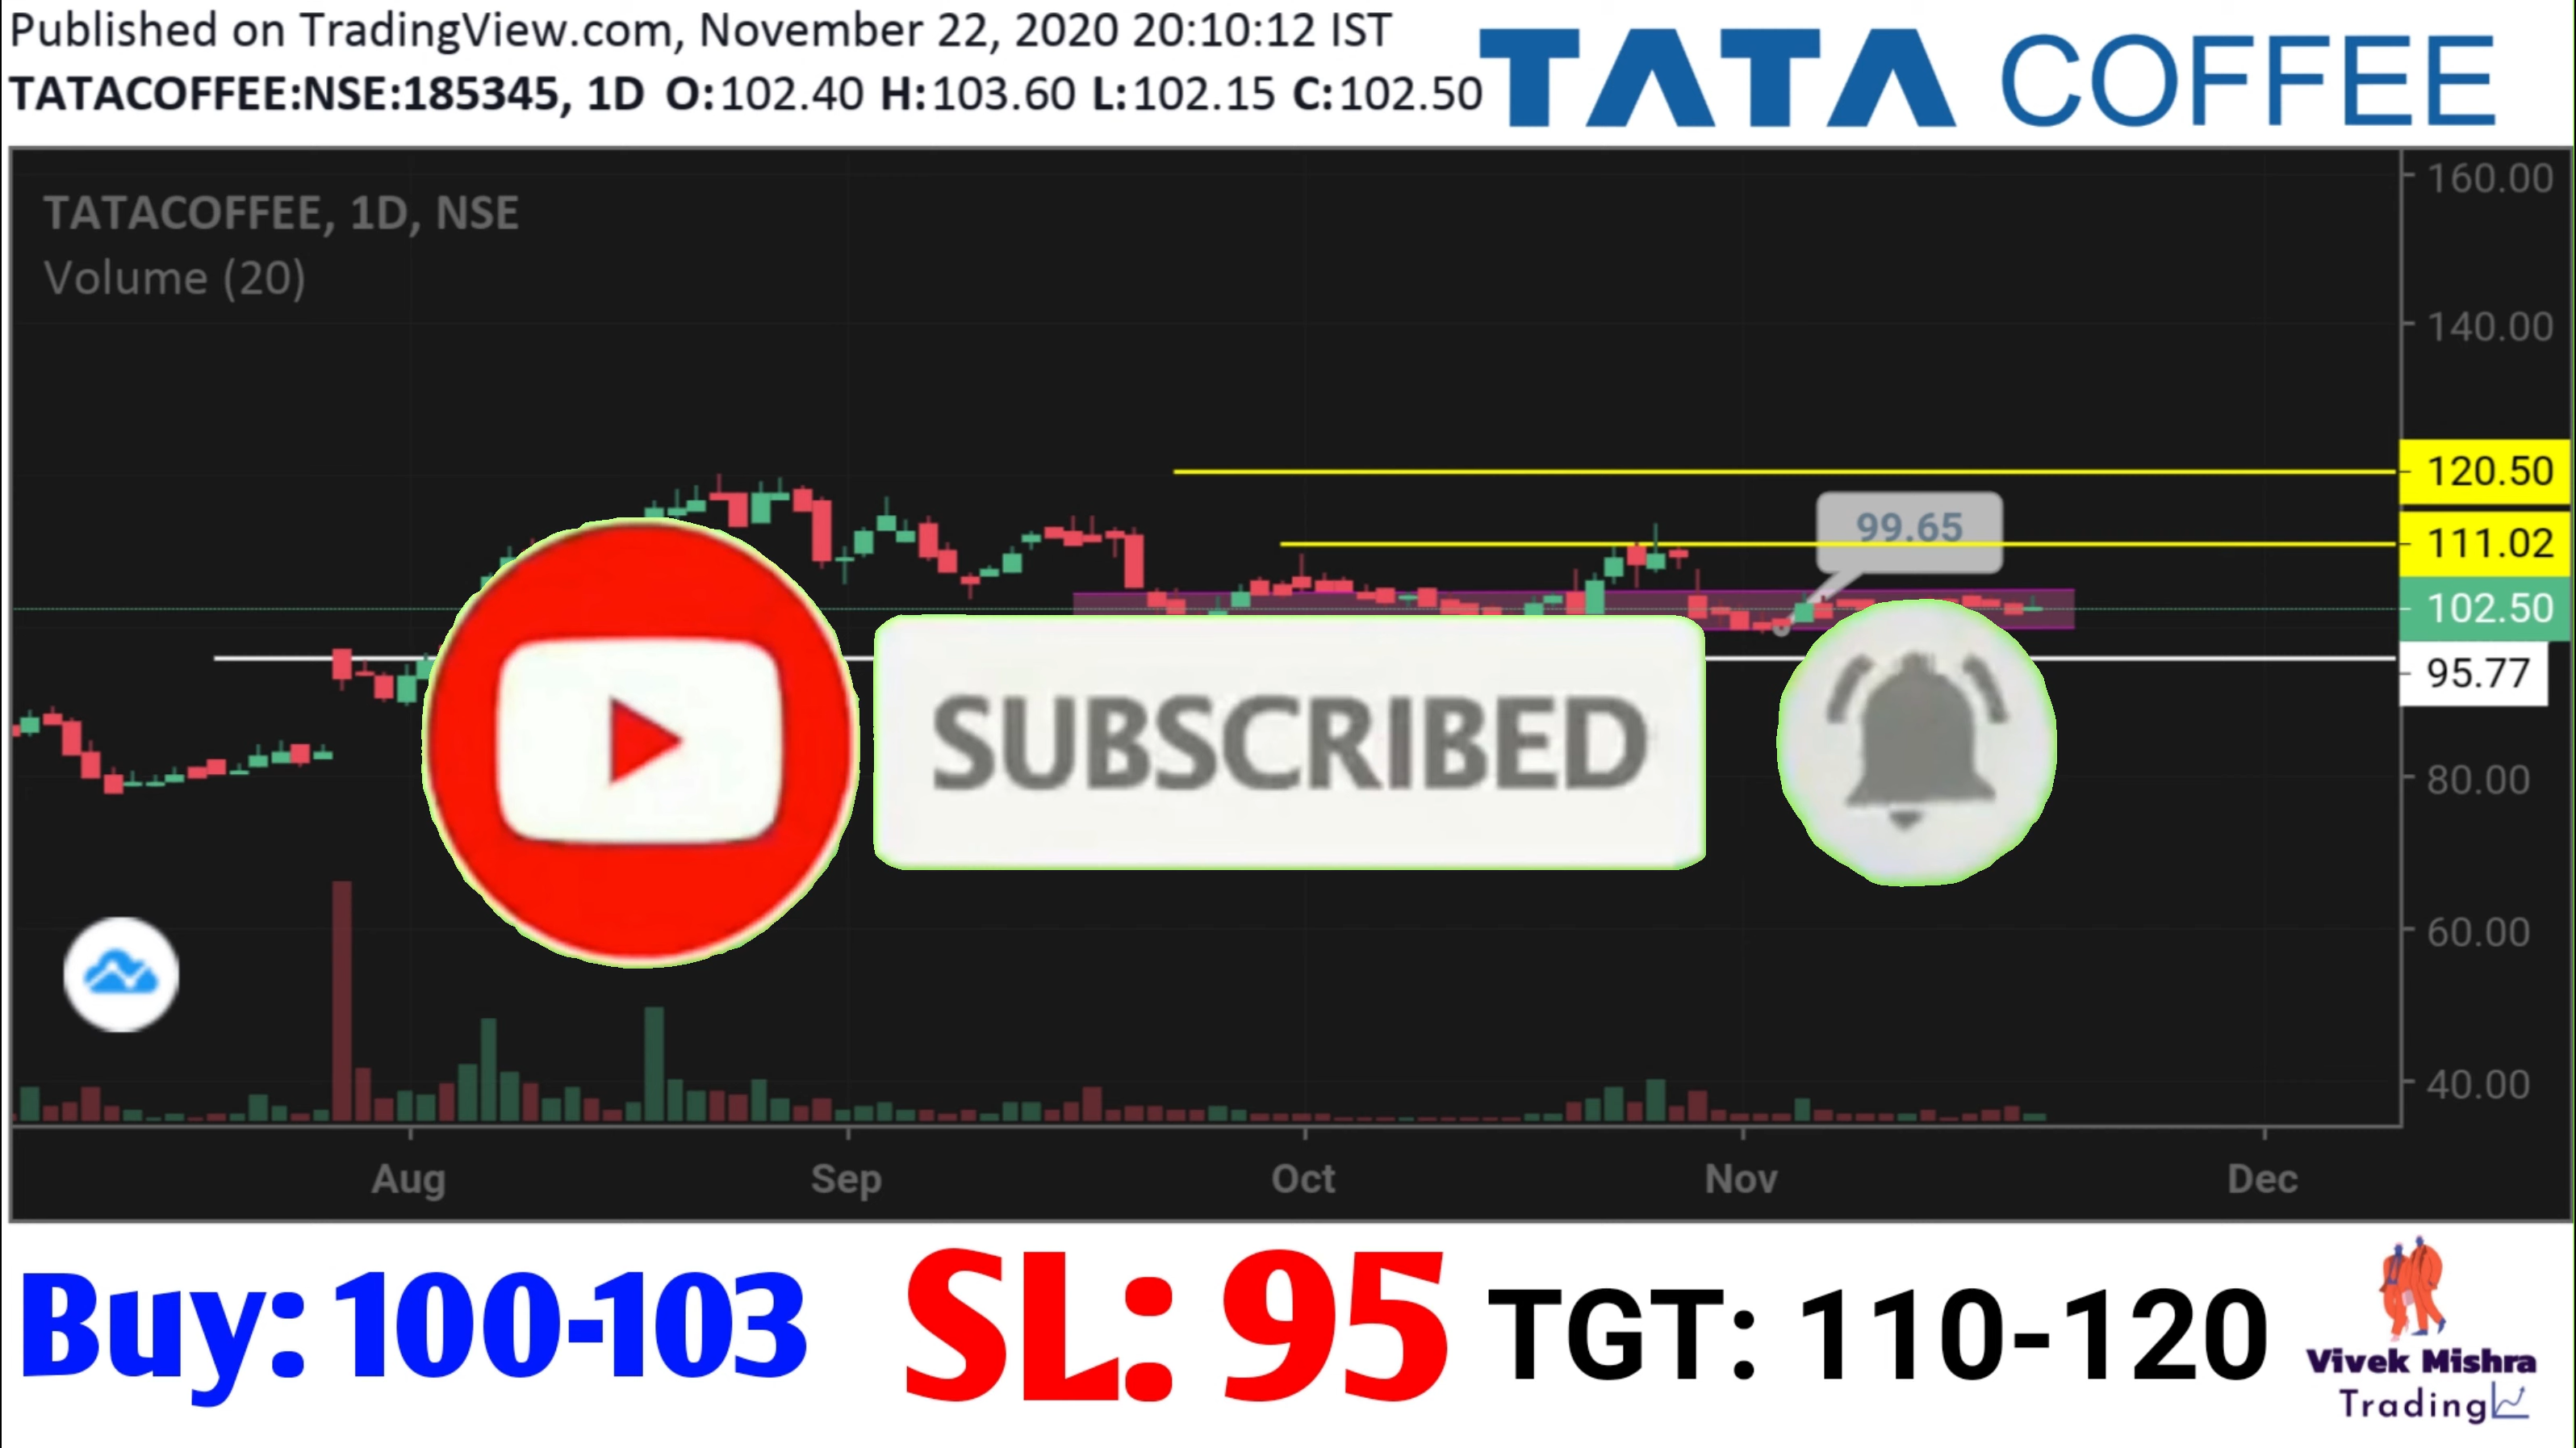 Published on TradingView.com, November 22, 2020 20:10:12 IST
TATACOFFEE:NSE:185345, 1D O:102.40 H:103.60 L:102.15 C:102.50
TATA COFFEE
TATACOFFEE, 1D, NSE
Volume (20)
160.00
140.00
120.50
99.65
111.02
102.50
95.77
SUBSCRIBED
80.00
60.00
40.00
Aug Sep Oct Nov Dec
Buy: 100-103 SL: 95 TGT: 110-120
Vivek Mishra
Trading